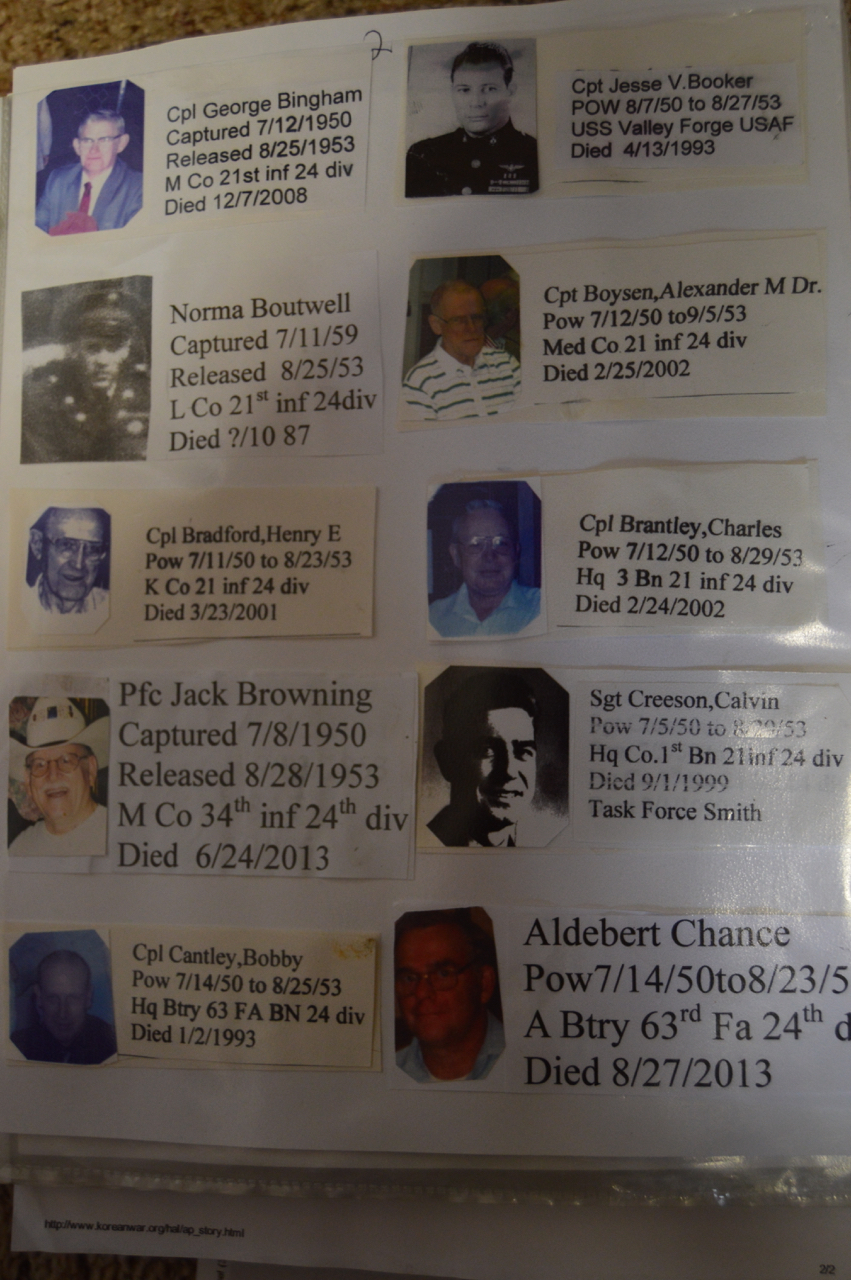 2
Cpl George Bingham
Captured 7/12/1950
Released 8/25/1953
M Co 21st inf 24 div
Died 12/7/2008
Cpt Jesse V.Booker
POW 8/7/50 to 8/27/53
USS Valley Forge USAF
Died 4/13/1993
Norma Boutwell
Captured 7/11/59
Released 8/25/53
L Co 21st inf 24div
Died ?/10 87
Cpt Boysen,Alexander M Dr.
Pow 7/12/50 to9/5/53
Med Co 21 inf 24 div
Died 2/25/2002
Cpl Bradford,Henry E
Pow 7/11/50 to 8/23/53
K Co 21 inf 24 div
Died 3/23/2001
Cpl Brantley,Charles
Pow 7/12/50 to 8/29/53
Hq 3 Bn 21 inf 24 div
Died 2/24/2002
Pfc Jack Browning
Captured 7/8/1950
Released 8/28/1953
M Co 34th inf 24th div
Died 6/24/2013
Sgt Creeson,Calvin
Pow 7/5/50 to
Hq Co.1st Bn 21inf 24 div
Died 9/1/1999
Task Force Smith
Cpl Cantley,Bobby
Pow 7/14/50 to 8/25/53
Hq Btry 63 FA BN 24 div
Died 1/2/1993
Aldebert Chance
Pow7/14/50to8/23/5
A Btry 63rd Fa 24th d
Died 8/27/2013
http://www.koreanwar.org/hal/ap_story.html
2/2